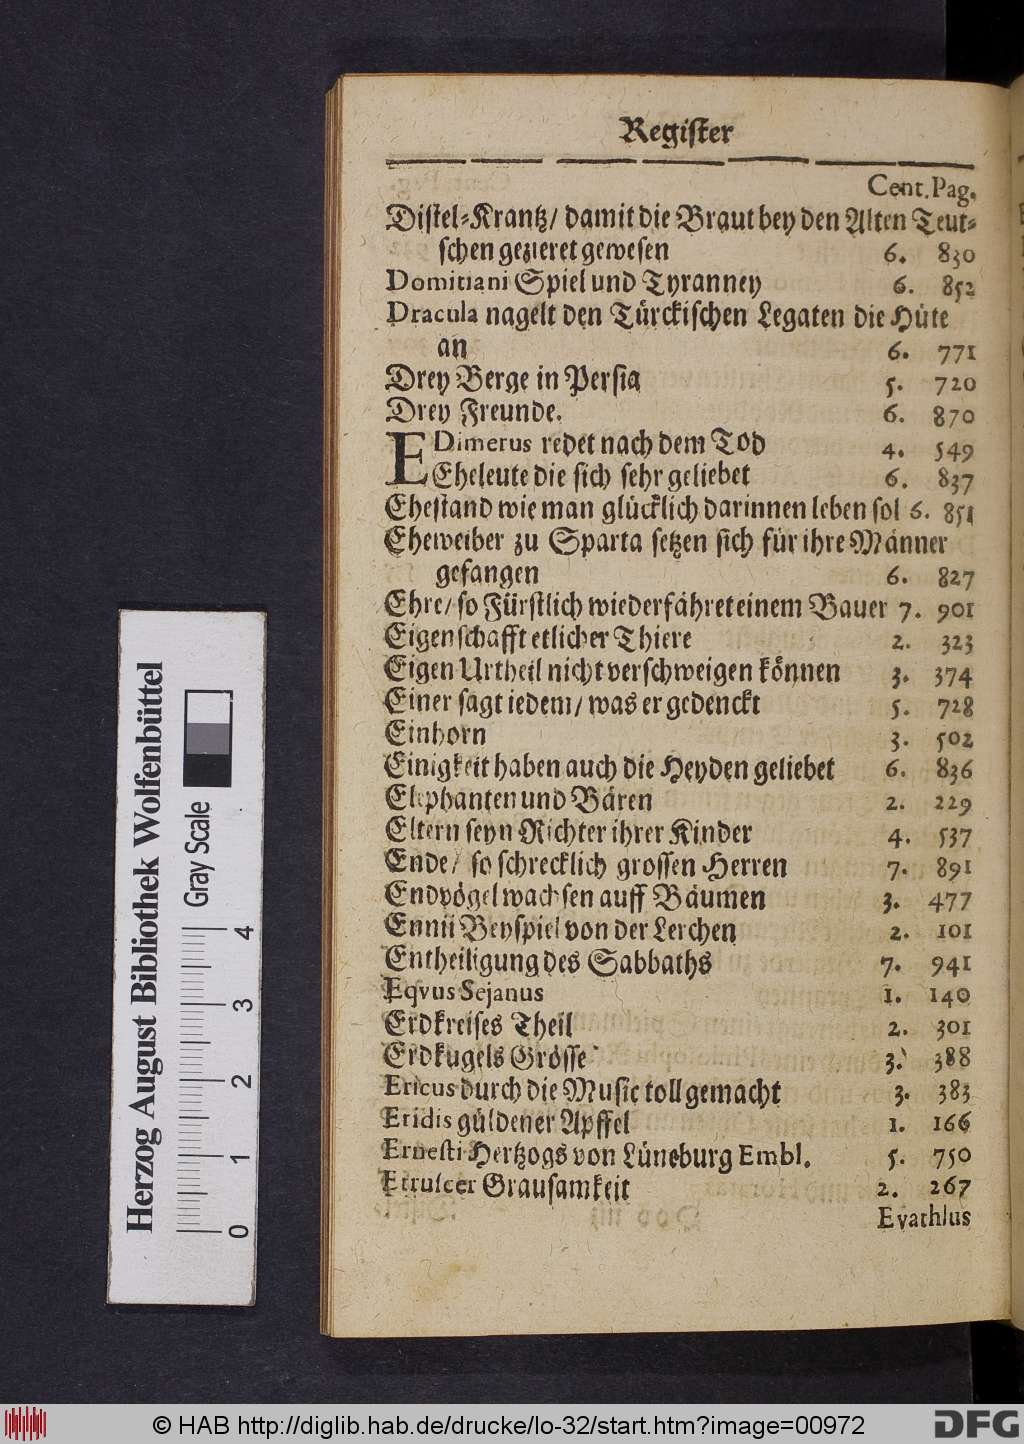 Register
Cent. Pag.
Distel-Krantz/ damit die Braut bey den Alten Teut-
schen gezieret gewesen 6. 830
Domitiani Spiel und Tyranney 6. 852
Dracula nagelt den Türckischen Legaten die Hüte
an 6. 771
Drey Berge in Persia 5. 720
Drey Freunde. 6. 870
EDimerus redet nach dem Tod 4. 549
Eheleute die sich sehr geliebet 6. 837
Ehestand wie man glücklich darinnen leben sol 6. 851
Eheweiber zu Sparta setzen sich für ihre Männer
gefangen 6. 827
Ehre/ so Fürstlich wiederfähret einem Bauer 7. 901
Eigenschafft etlicher Thiere 2. 323
Eigen Urtheil nicht verschweigen können 3. 374
Einer sagt iedem/ was er gedenckt 5. 728
Einhorn 3. 502
Einigkeit haben auch die Heyden geliebet 6. 836
Elephanten und Bären 2. 229
Eltern seyn Richter ihrer Kinder 4. 537
Ende/ so schrecklich grossen Herren 7. 891
Endvögel wachsen auff Bäumen 3. 477
Ennii Beyspiel von der Lerchen 2. 101
Entheiligung des Sabbaths 7. 941
Eqvus Sejanus 1. 140
Erdkreises Theil 2. 301
Erdkugels Grösse 3. 388
Ericus durch die Music toll gemacht 3. 383
Eridis güldener Apffel 1. 166
Ernesti Hertzogs von Lüneburg Embl. 5. 750
Etruscer Grausamkeit 2. 267
Evathlus
Herzog August Bibliothek Wolfenbüttel
Gray Scale
0 1 2 3 4
© HAB http://diglib.hab.de/drucke/lo-32/start.htm?image=00972
DFG